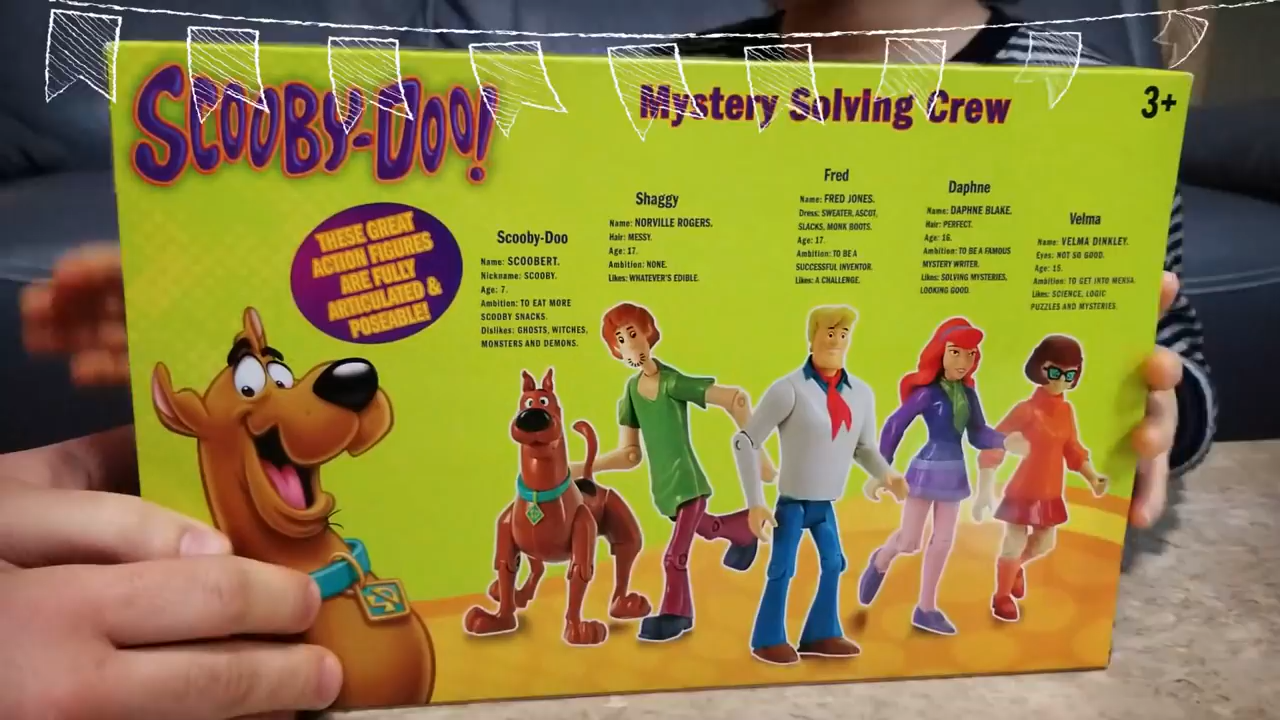 SCOOBY-DOO!
Mystery Solving Crew
3+
THESE GREAT
ACTION FIGURES
ARE FULLY
ARTICULATED &
POSEABLE!
Scooby-Doo
Name: SCOOBERT.
Nickname: SCOOBY.
Age: 7.
Ambition: TO EAT MORE
SCOOBY SNACKS.
Dislikes: GHOSTS, WITCHES,
MONSTERS AND DEMONS.
Shaggy
Name: NORVILLE ROGERS.
Hair: MESSY.
Age: 17.
Ambition: NONE.
Likes: WHATEVER'S EDIBLE.
Fred
Name: FRED JONES.
Dress: SWEATER, ASCOT,
SLACKS, MONK BOOTS.
Age: 17.
Ambition: TO BE A
SUCCESSFUL INVENTOR.
Likes: A CHALLENGE.
Daphne
Name: DAPHNE BLAKE.
Hair: PERFECT.
Age: 16.
Ambition: TO BE A FAMOUS
MYSTERY WRITER.
Likes: SOLVING MYSTERIES,
LOOKING GOOD.
Velma
Name: VELMA DINKLEY.
Eyes: NOT SO GOOD.
Age: 15.
Ambition: TO GET INTO MENSA.
Likes: SCIENCE, LOGIC
PUZZLES AND MYSTERIES.